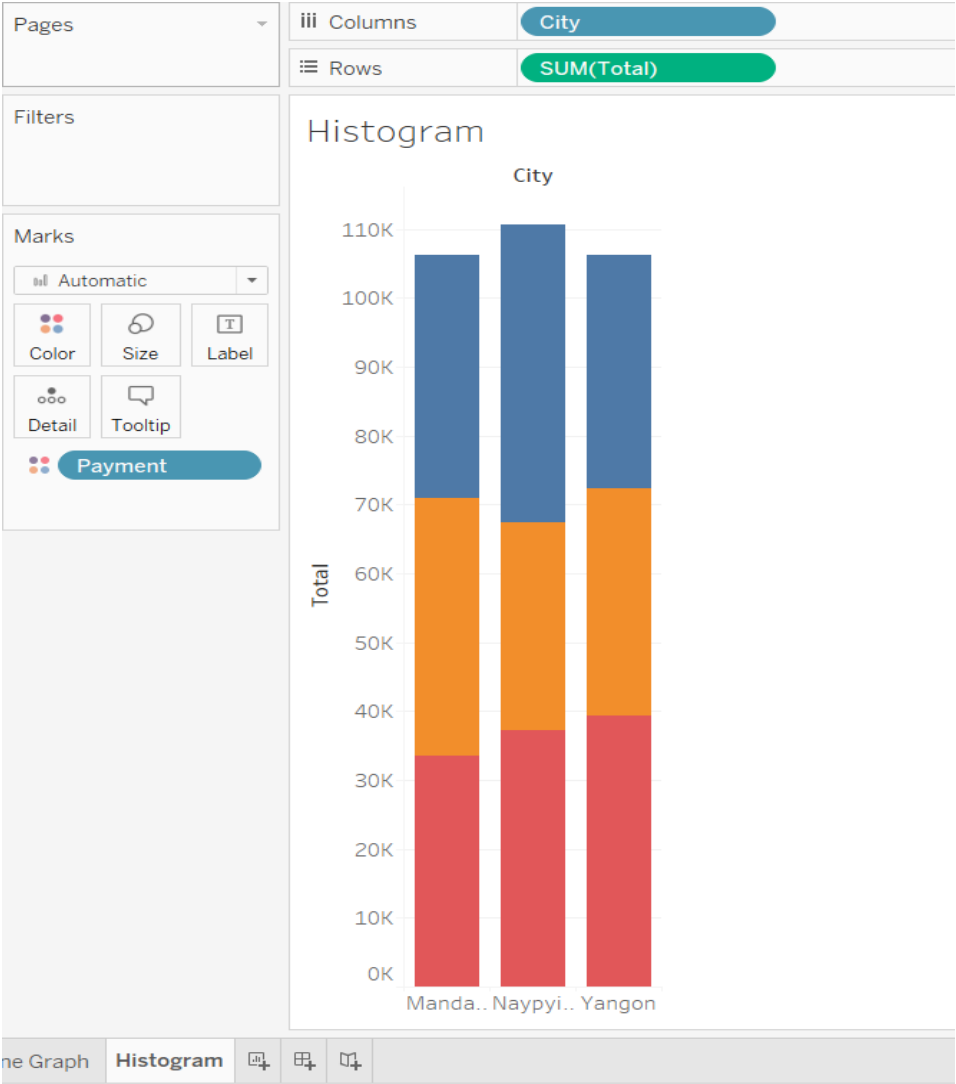 Pages
Columns
City
Rows
SUM(Total)
Filters
Marks
Automatic
Color
Size
Label
Detail
Tooltip
Payment
Histogram
City
110K
100K
90K
80K
70K
60K
50K
40K
30K
20K
10K
0K
Total
Manda.. Naypyi.. Yangon
ne Graph
Histogram